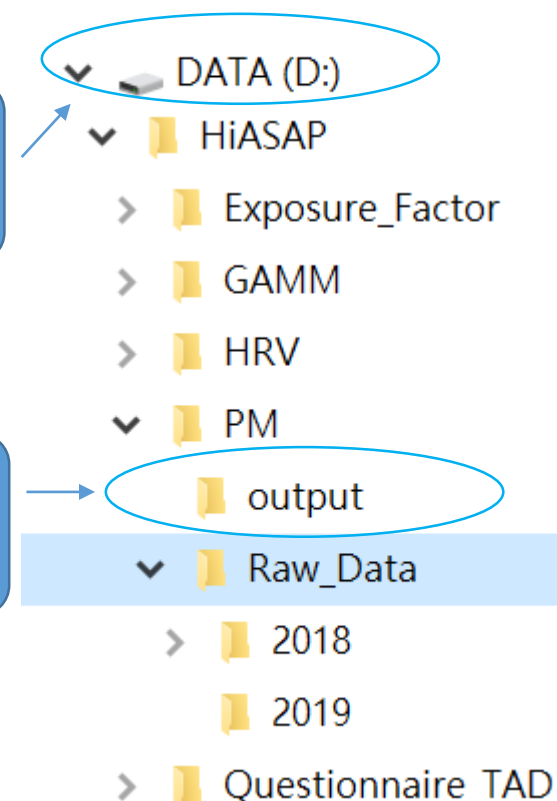 DATA (D:)
HiASAP
Exposure_Factor
GAMM
HRV
PM
output
Raw_Data
2018
2019
Questionnaire_TAD